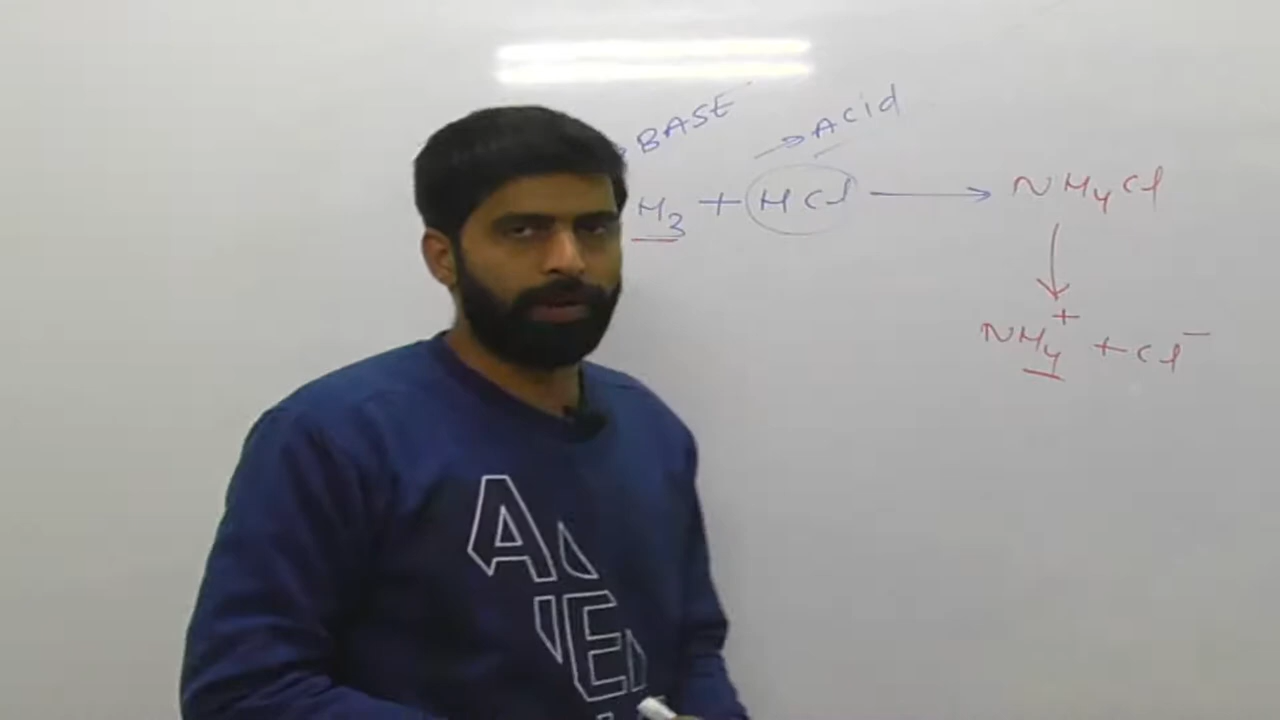 BASE → Acid
H₃ + HCl → NH₄Cl
↓
NH₄⁺ + Cl⁻
A
E